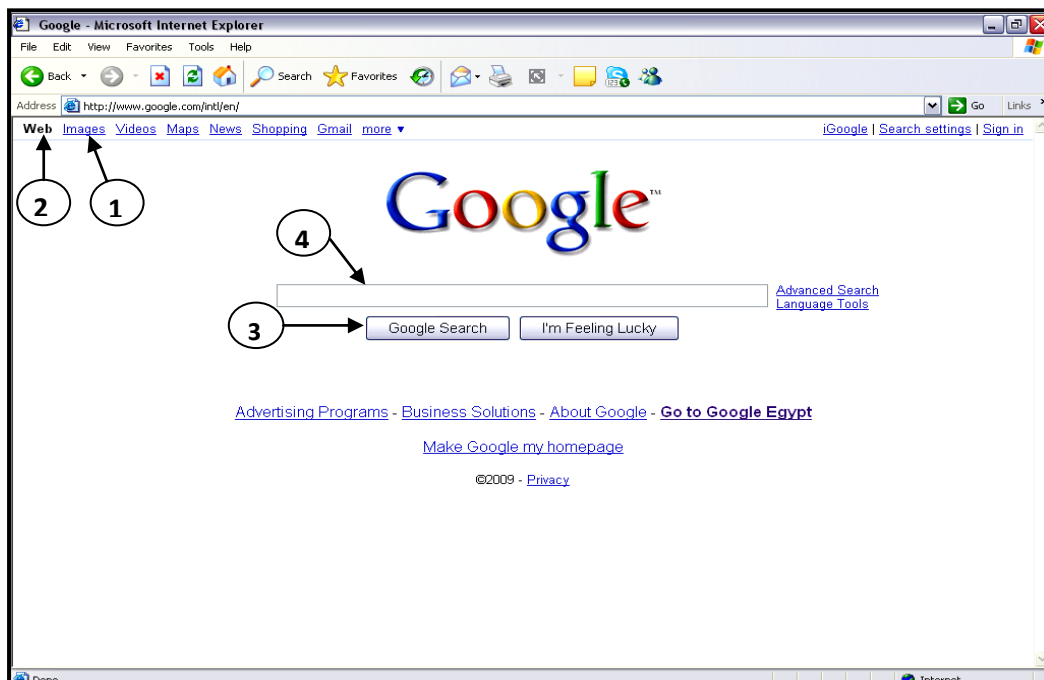 Google - Microsoft Internet Explorer
File Edit View Favorites Tools Help
Back Search Favorites
Address http://www.google.com/intl/en/ Go Links
Web Images Videos Maps News Shopping Gmail more ▼ iGoogle | Search settings | Sign in
2 1
Google™
4
Advanced Search
Language Tools
3 Google Search I'm Feeling Lucky
Advertising Programs - Business Solutions - About Google - Go to Google Egypt
Make Google my homepage
©2009 - Privacy
Done Internet